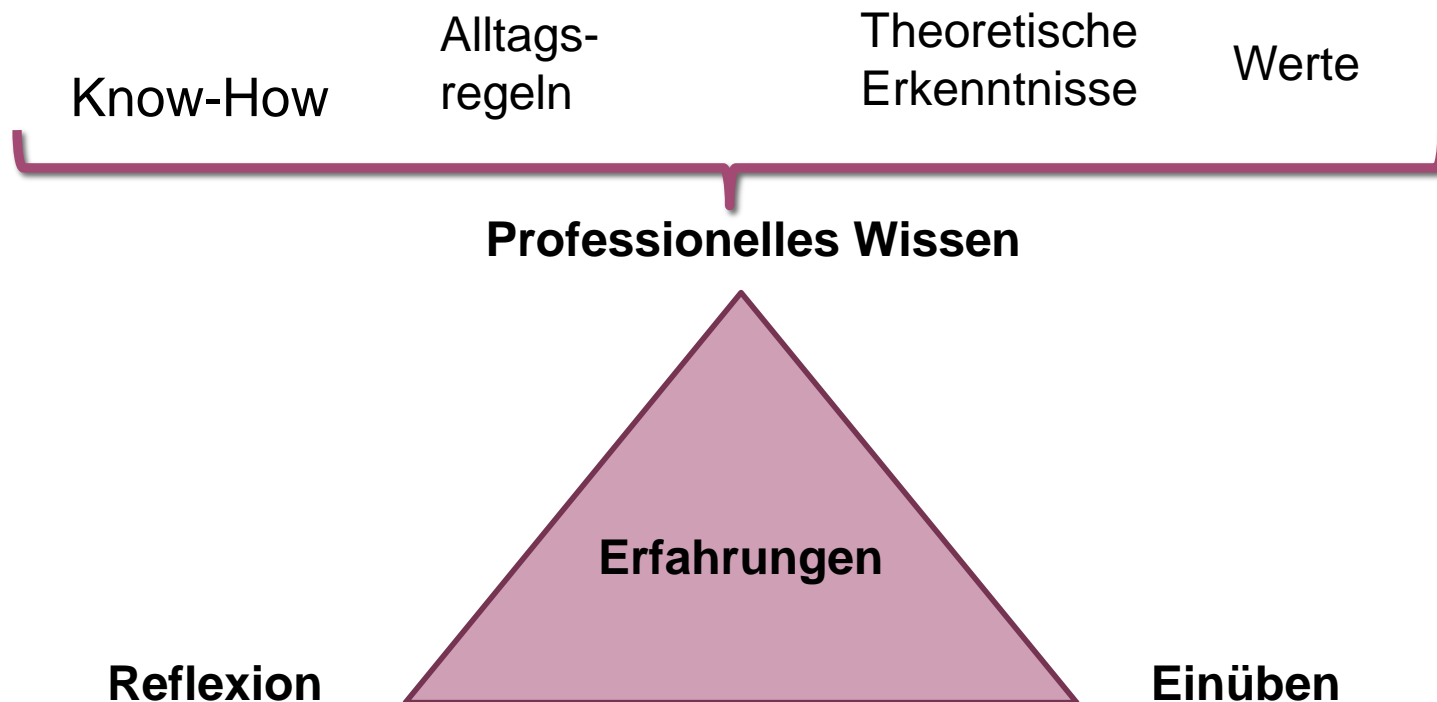 Know-How
Alltags-
regeln
Theoretische
Erkenntnisse
Werte
Professionelles Wissen
Erfahrungen
Reflexion
Einüben